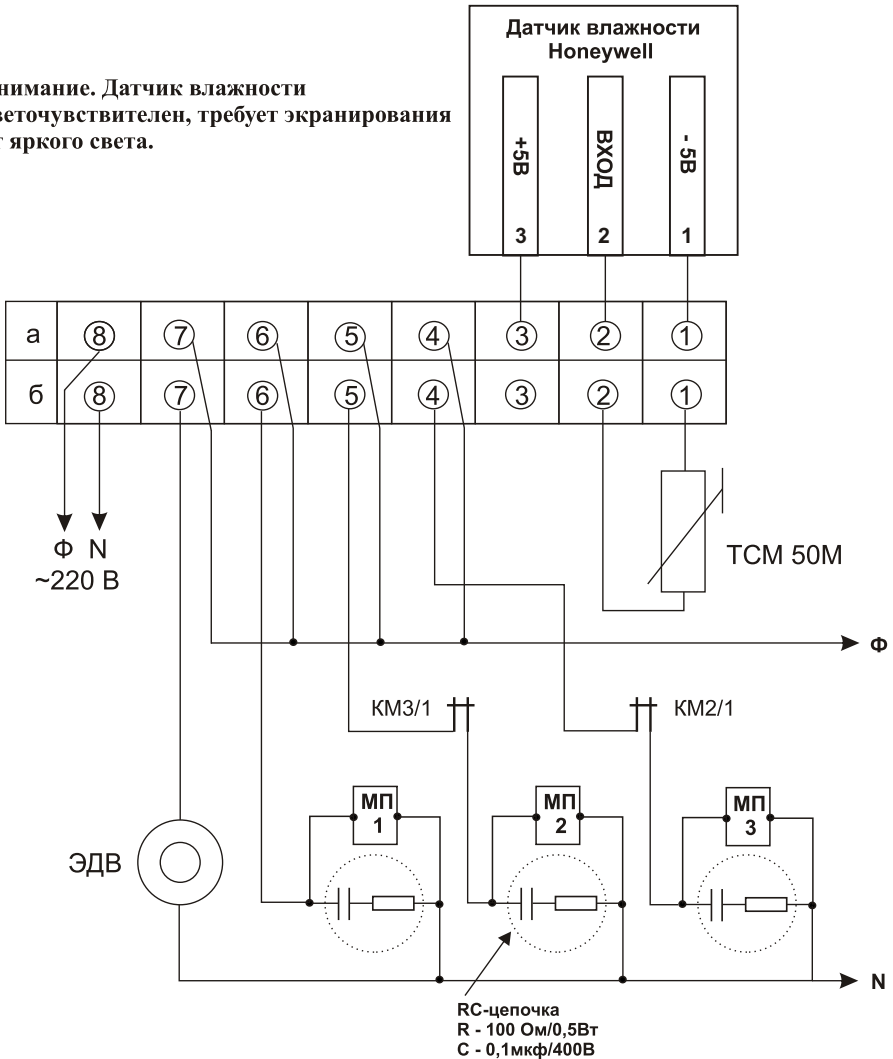 Датчик влажности
Honeywell
нимание. Датчик влажности
веточувствителен, требует экранирования
т яркого света.
+5В
ВХОД
- 5В
3 2 1
а 8 7 6 5 4 3 2 1
б 8 7 6 5 4 3 2 1
Ф N
~220 В
ТСМ 50М
Ф
КМ3/1
КМ2/1
МП
1
МП
2
МП
3
ЭДВ
N
RC-цепочка
R - 100 Ом/0,5Вт
С - 0,1мкф/400В